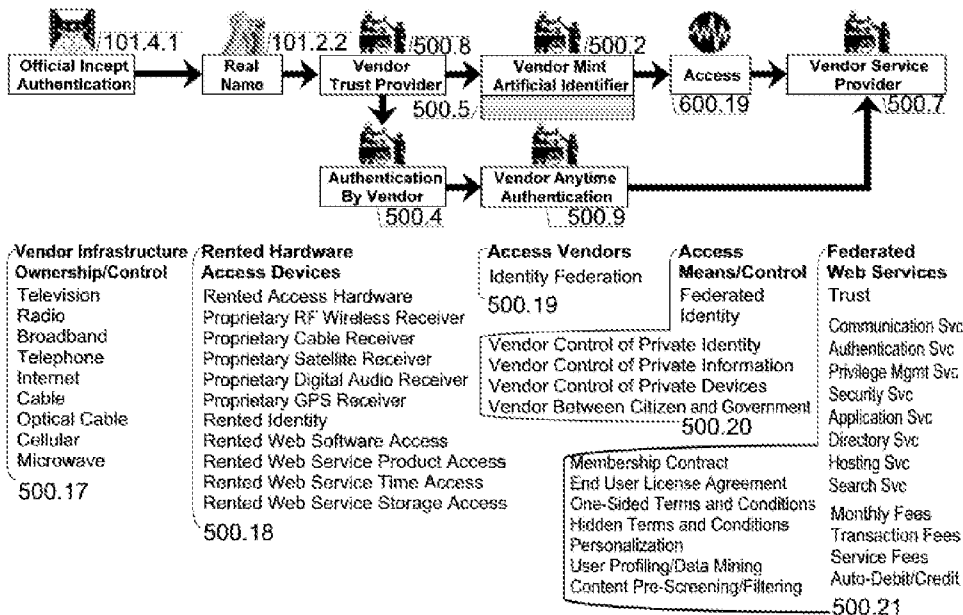 101.4.1
101.2.2
500.8
500.2
Official Incept
Authentication
Real
Name
Vendor
Trust Provider
Vendor Mint
Artificial Identifier
Access
Vendor Service
Provider
500.5
600.19
500.7
Authentication
By Vendor
Vendor Anytime
Authentication
500.4
500.9
Vendor Infrastructure
Ownership/Control
Television
Radio
Broadband
Telephone
Internet
Cable
Optical Cable
Cellular
Microwave
500.17
Rented Hardware
Access Devices
Rented Access Hardware
Proprietary RF Wireless Receiver
Proprietary Cable Receiver
Proprietary Satellite Receiver
Proprietary Digital Audio Receiver
Proprietary GPS Receiver
Rented Identity
Rented Web Software Access
Rented Web Service Product Access
Rented Web Service Time Access
Rented Web Service Storage Access
500.18
Access Vendors
Identity Federation
500.19
Access
Means/Control
Federated
Identity
Vendor Control of Private Identity
Vendor Control of Private Information
Vendor Control of Private Devices
Vendor Between Citizen and Government
500.20
Federated
Web Services
Trust
Communication Svc
Authentication Svc
Privilege Mgmt Svc
Security Svc
Application Svc
Directory Svc
Hosting Svc
Search Svc
Monthly Fees
Transaction Fees
Service Fees
Auto-Debit/Credit
Membership Contract
End User License Agreement
One-Sided Terms and Conditions
Hidden Terms and Conditions
Personalization
User Profiling/Data Mining
Content Pre-Screening/Filtering
500.21